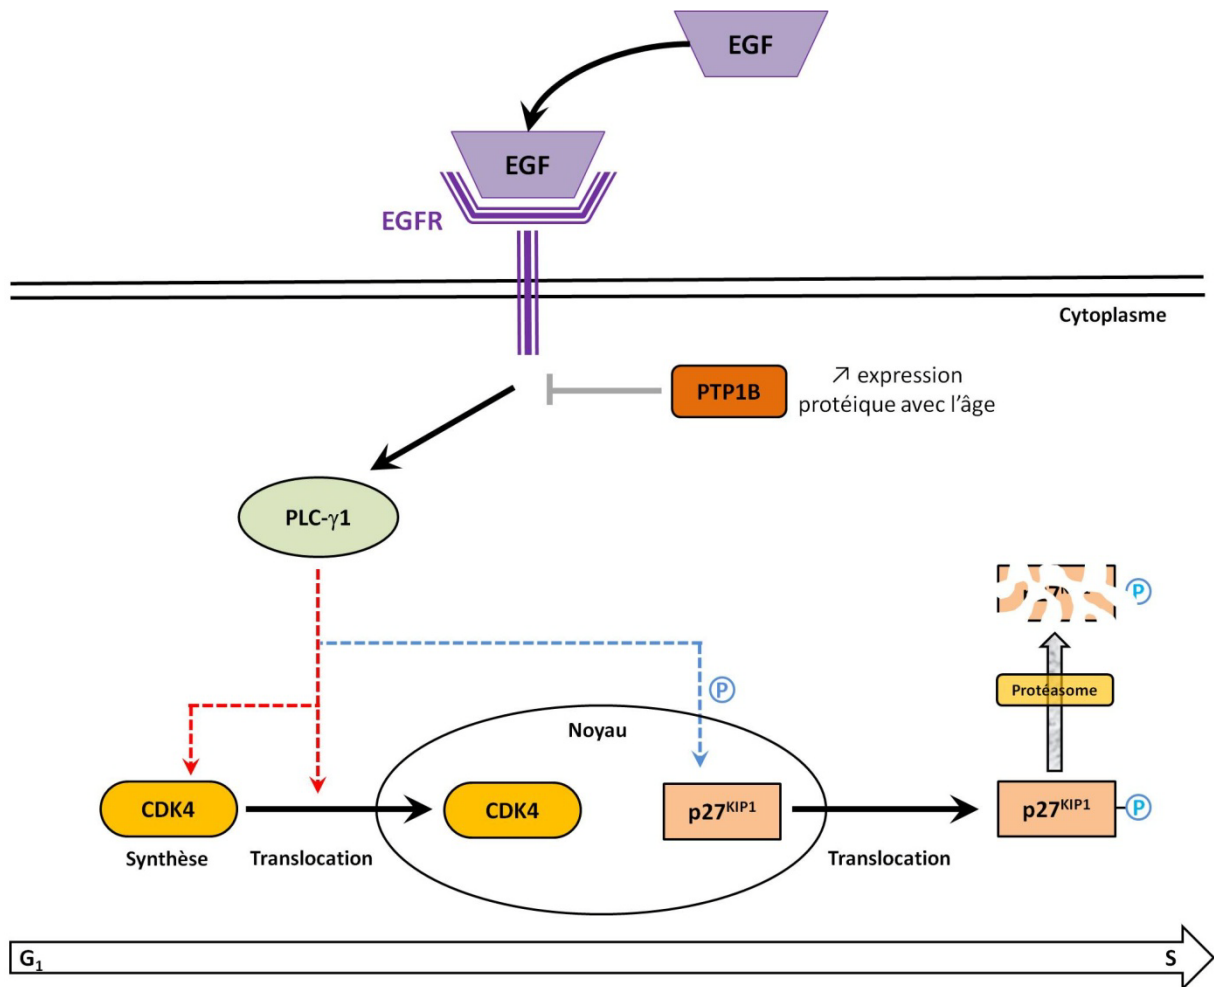 EGF
EGF
EGFR
Cytoplasme
PTP1B
↗ expression
protéique avec l'âge
PLC-γ1
P
P
Protéasome
Noyau
CDK4
CDK4
p27KIP1
p27KIP1
P
Synthèse
Translocation
Translocation
G1
S